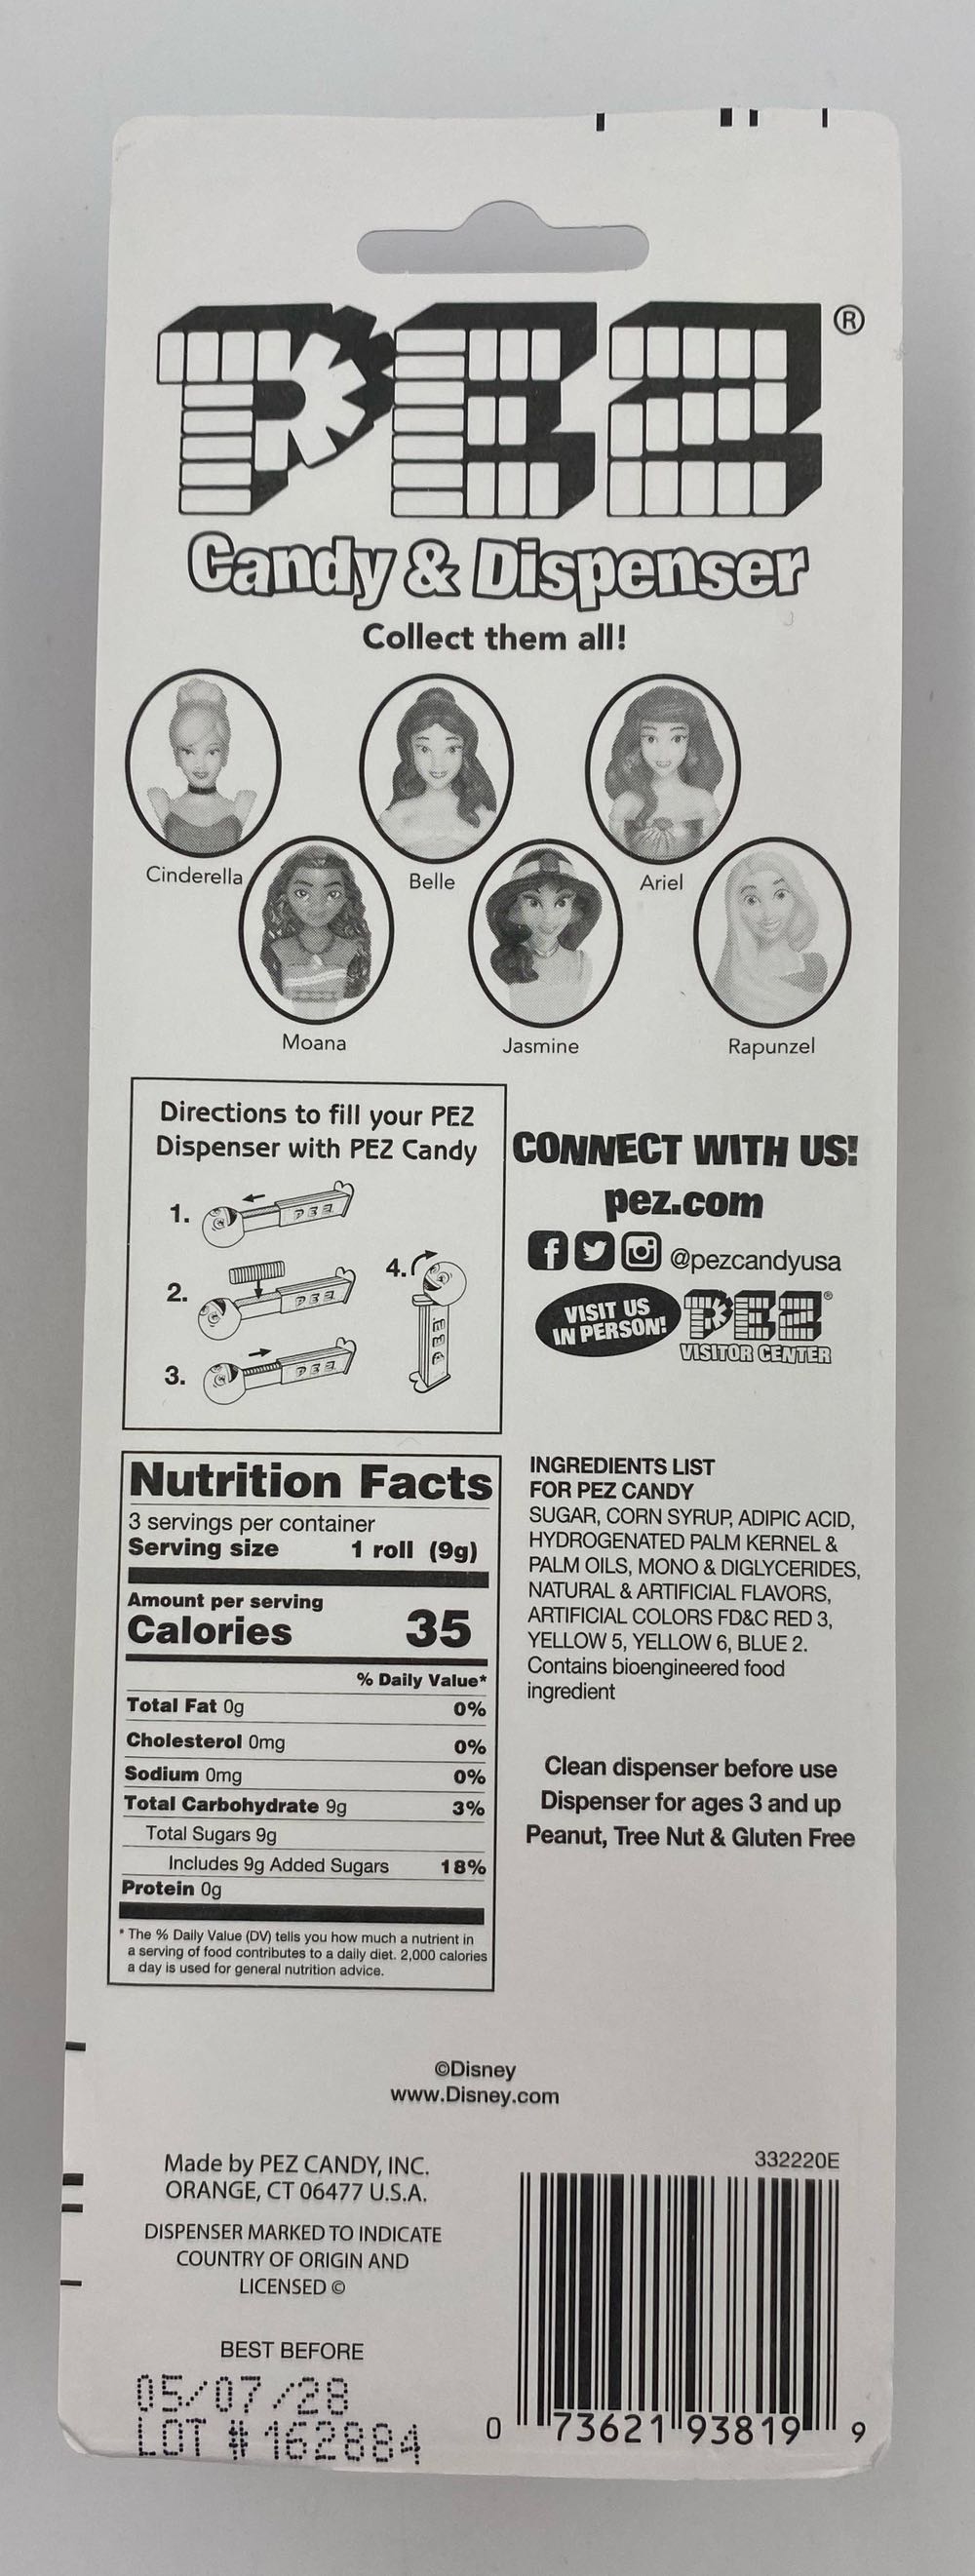 PEZ®
Candy & Dispenser
Collect them all!
Cinderella
Belle
Ariel
Moana
Jasmine
Rapunzel
Directions to fill your PEZ
Dispenser with PEZ Candy
1.
PEZ
2.
PEZ
3.
PEZ
4.
PEZ
CONNECT WITH US!
pez.com
@pezcandyusa
VISIT US
IN PERSON!
PEZ®
VISITOR CENTER
Nutrition Facts
3 servings per container
Serving size 1 roll (9g)
Amount per serving
Calories 35
% Daily Value*
Total Fat 0g 0%
Cholesterol 0mg 0%
Sodium 0mg 0%
Total Carbohydrate 9g 3%
Total Sugars 9g
Includes 9g Added Sugars 18%
Protein 0g
* The % Daily Value (DV) tells you how much a nutrient in
a serving of food contributes to a daily diet. 2,000 calories
a day is used for general nutrition advice.
INGREDIENTS LIST
FOR PEZ CANDY
SUGAR, CORN SYRUP, ADIPIC ACID,
HYDROGENATED PALM KERNEL &
PALM OILS, MONO & DIGLYCERIDES,
NATURAL & ARTIFICIAL FLAVORS,
ARTIFICIAL COLORS FD&C RED 3,
YELLOW 5, YELLOW 6, BLUE 2.
Contains bioengineered food
ingredient
Clean dispenser before use
Dispenser for ages 3 and up
Peanut, Tree Nut & Gluten Free
©Disney
www.Disney.com
Made by PEZ CANDY, INC.
ORANGE, CT 06477 U.S.A.
DISPENSER MARKED TO INDICATE
COUNTRY OF ORIGIN AND
LICENSED ©
BEST BEFORE
05/07/28
LOT # 162884
332220E
0 73621 93819 9